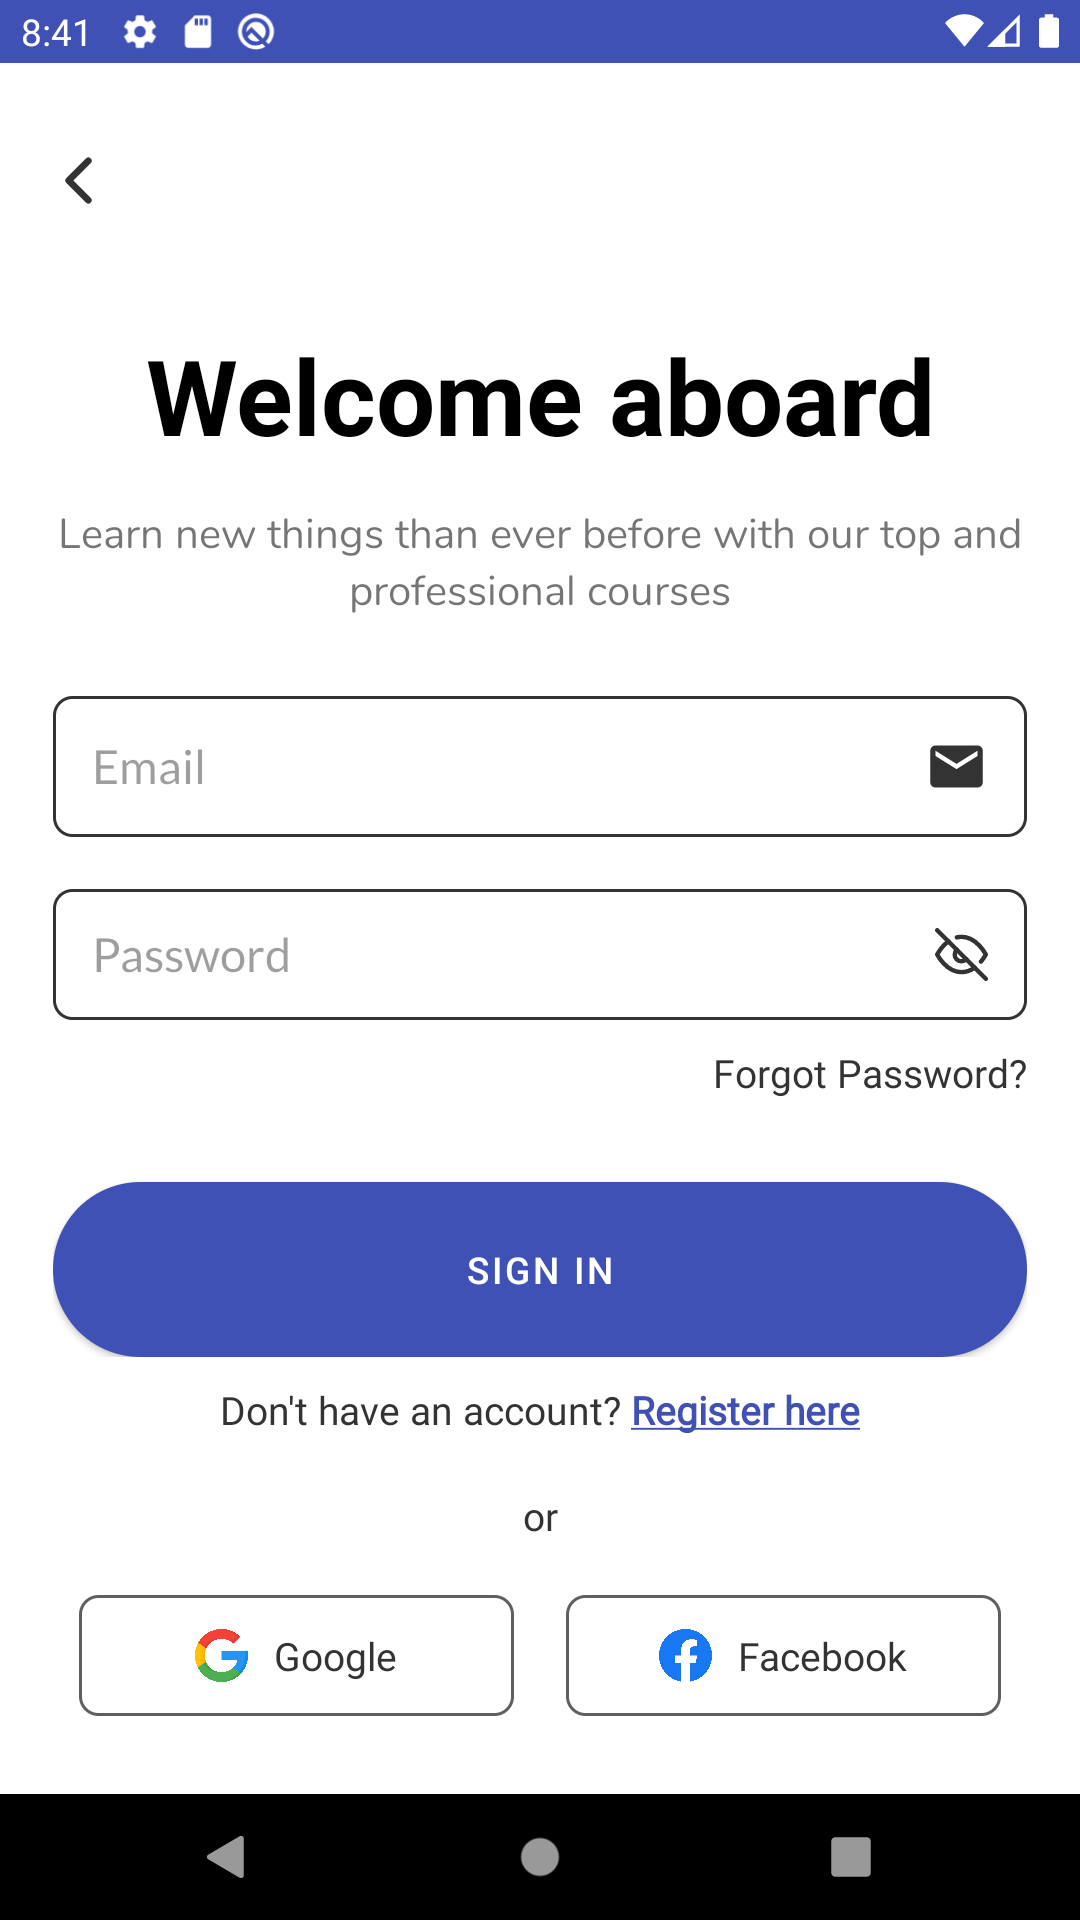 8:41
Welcome aboard
Learn new things than ever before with our top and
professional courses
Email
Password
Forgot Password?
SIGN IN
Don't have an account? Register here
or
Google
Facebook